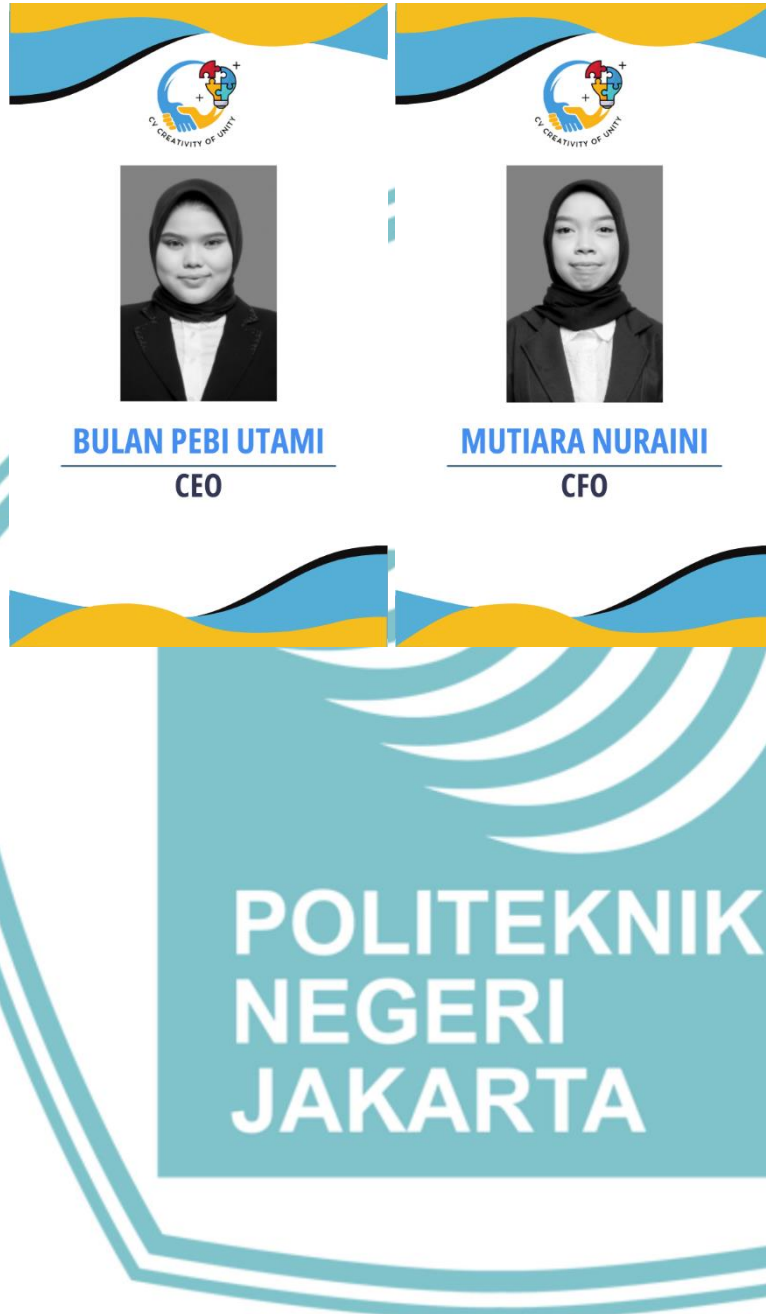 CV CREATIVITY OF UNITY
BULAN PEBI UTAMI
CEO
CV CREATIVITY OF UNITY
MUTIARA NURAINI
CFO
POLITEKNIK
NEGERI
JAKARTA